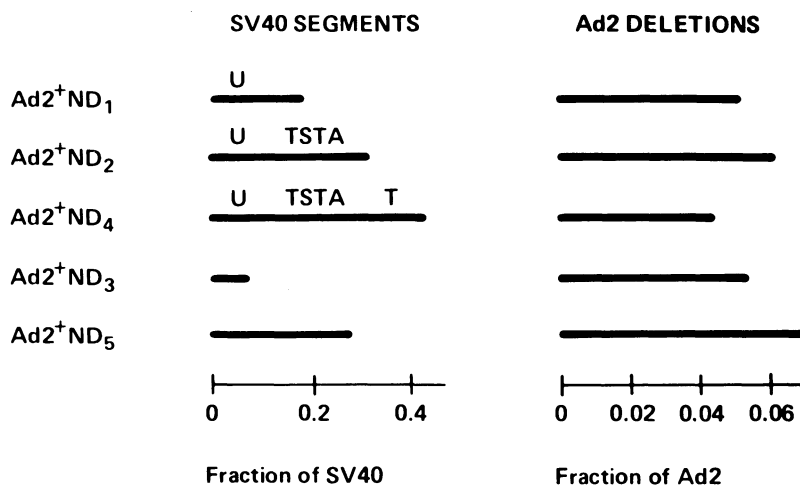 SV40 SEGMENTS Ad2 DELETIONS
U
Ad2⁺ND₁
U TSTA
Ad2⁺ND₂
U TSTA T
Ad2⁺ND₄
Ad2⁺ND₃
Ad2⁺ND₅
0 0.2 0.4 0 0.02 0.04 0.06
Fraction of SV40 Fraction of Ad2